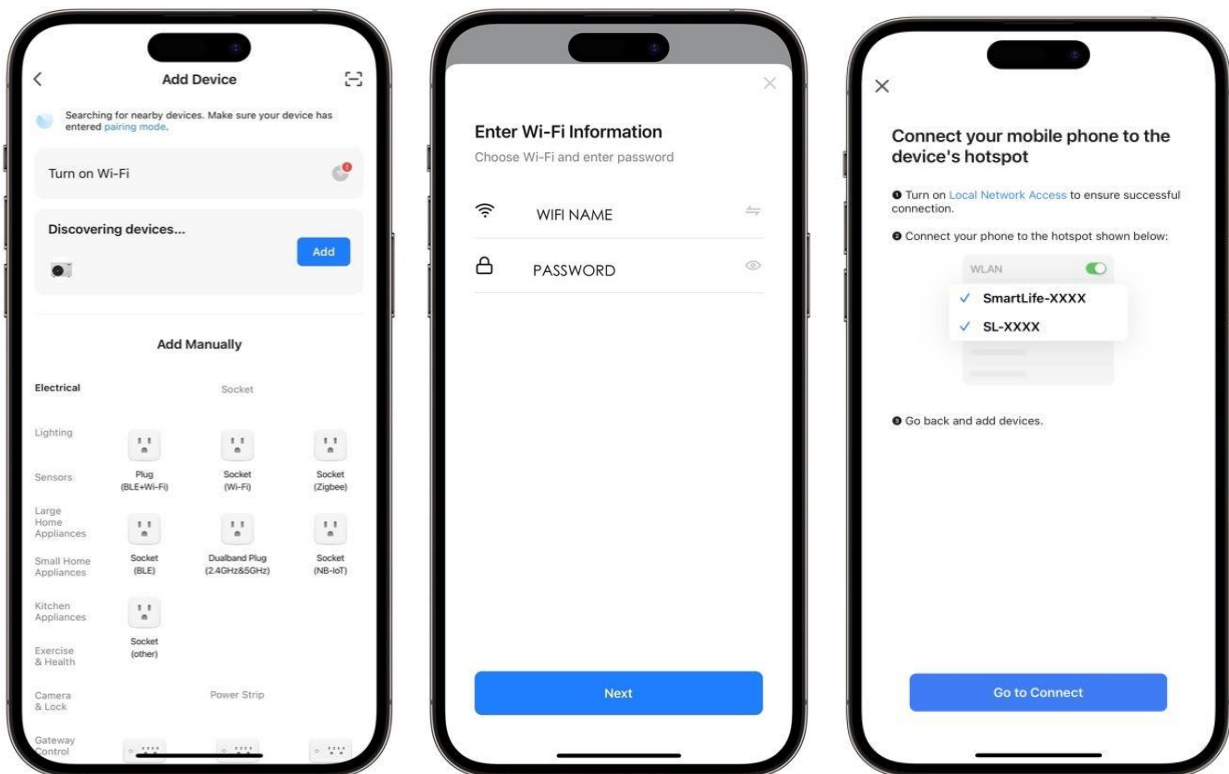 Add Device
Searching for nearby devices. Make sure your device has
entered pairing mode.
Turn on Wi-Fi
Discovering devices...
Add
Add Manually
Electrical
Socket
Lighting
Sensors
Large
Home
Appliances
Small Home
Appliances
Kitchen
Appliances
Exercise
& Health
Camera
& Lock
Gateway
Control
Plug
(BLE+Wi-Fi)
Socket
(Wi-Fi)
Socket
(Zigbee)
Socket
(BLE)
Dualband Plug
(2.4GHz&5GHz)
Socket
(NB-IoT)
Socket
(other)
Power Strip
Enter Wi-Fi Information
Choose Wi-Fi and enter password
WIFI NAME
PASSWORD
Next
Connect your mobile phone to the
device's hotspot
❶ Turn on Local Network Access to ensure successful
connection.
❷ Connect your phone to the hotspot shown below:
WLAN
SmartLife-XXXX
SL-XXXX
❸ Go back and add devices.
Go to Connect